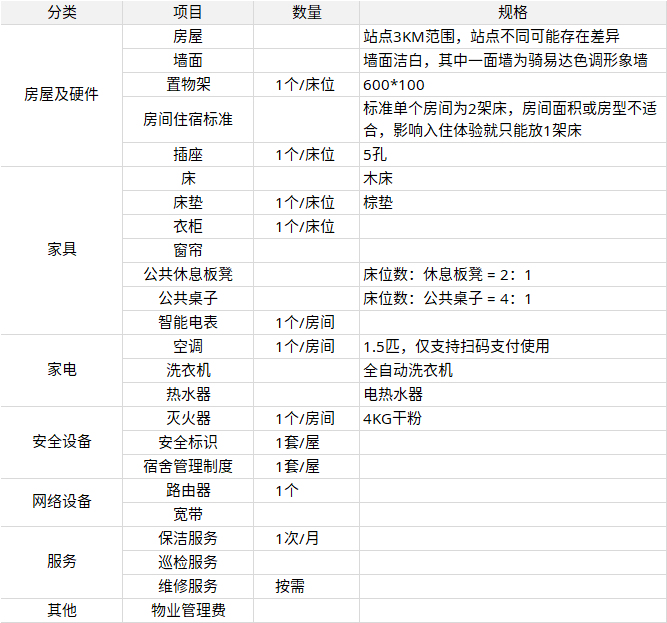 分类 项目 数量 规格
房屋及硬件
房屋 站点3KM范围，站点不同可能存在差异
墙面 墙面洁白，其中一面墙为骑易达色调形象墙
置物架 1个/床位 600*100
房间住宿标准 标准单个房间为2架床，房间面积或房型不适
合，影响入住体验就只能放1架床
插座 1个/床位 5孔
家具
床 木床
床垫 1个/床位 棕垫
衣柜 1个/床位
窗帘
公共休息板凳 床位数：休息板凳 = 2：1
公共桌子 床位数：公共桌子 = 4：1
智能电表 1个/房间
家电
空调 1个/房间 1.5匹，仅支持扫码支付使用
洗衣机 全自动洗衣机
热水器 电热水器
安全设备
灭火器 1个/房间 4KG干粉
安全标识 1套/屋
宿舍管理制度 1套/屋
网络设备
路由器 1个
宽带
服务
保洁服务 1次/月
巡检服务
维修服务 按需
其他 物业管理费